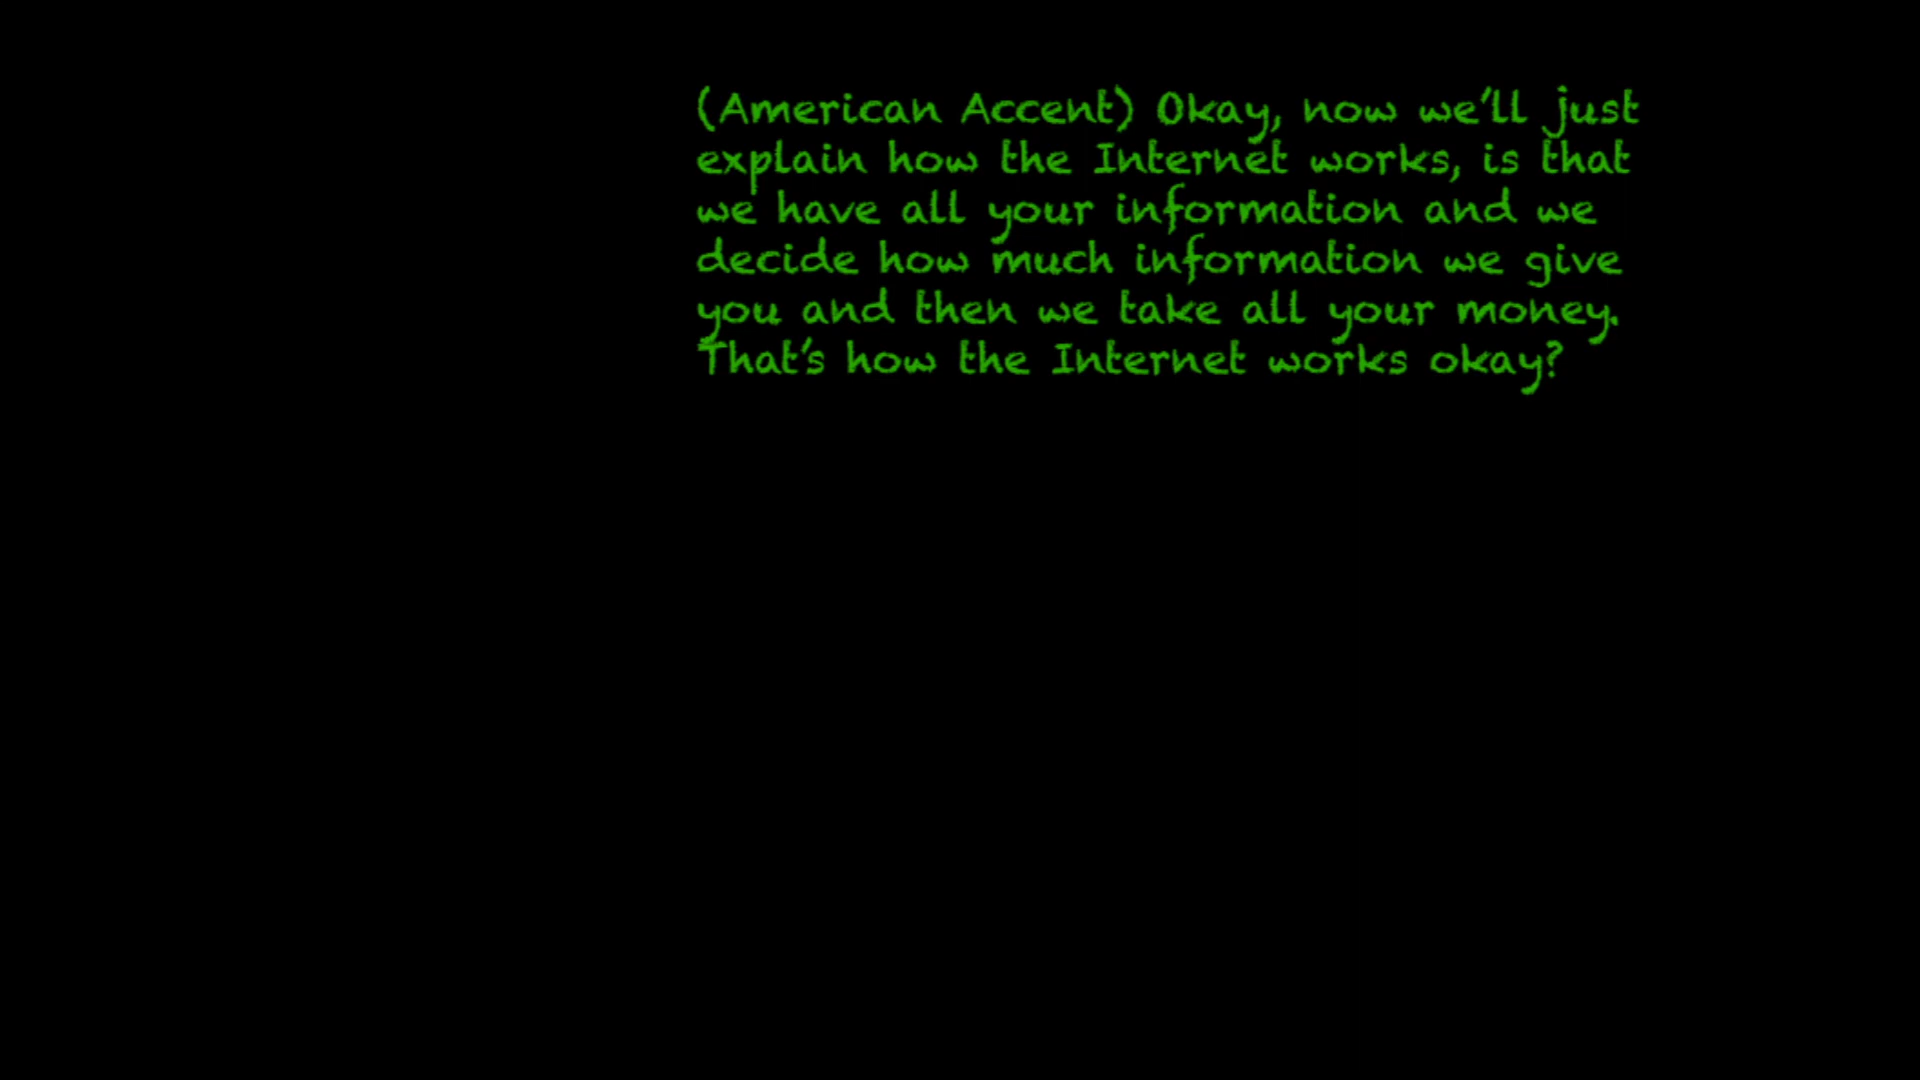 (American Accent) Okay, now we'll just
explain how the Internet works, is that
we have all your information and we
decide how much information we give
you and then we take all your money.
That's how the Internet works okay?